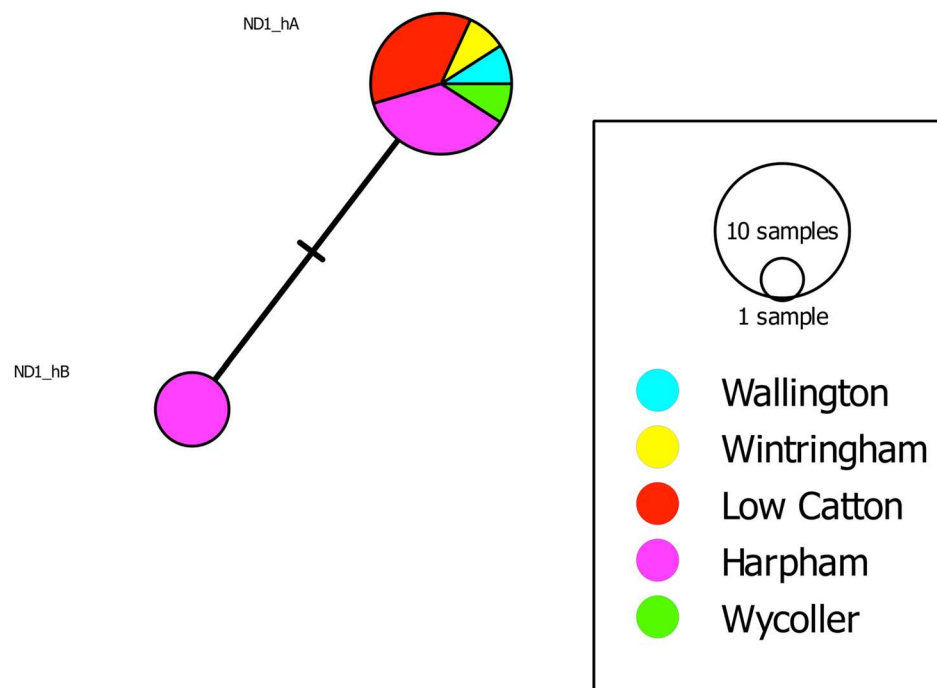 ND1_hA
ND1_hB
10 samples
1 sample
Wallington
Wintringham
Low Catton
Harpham
Wycoller